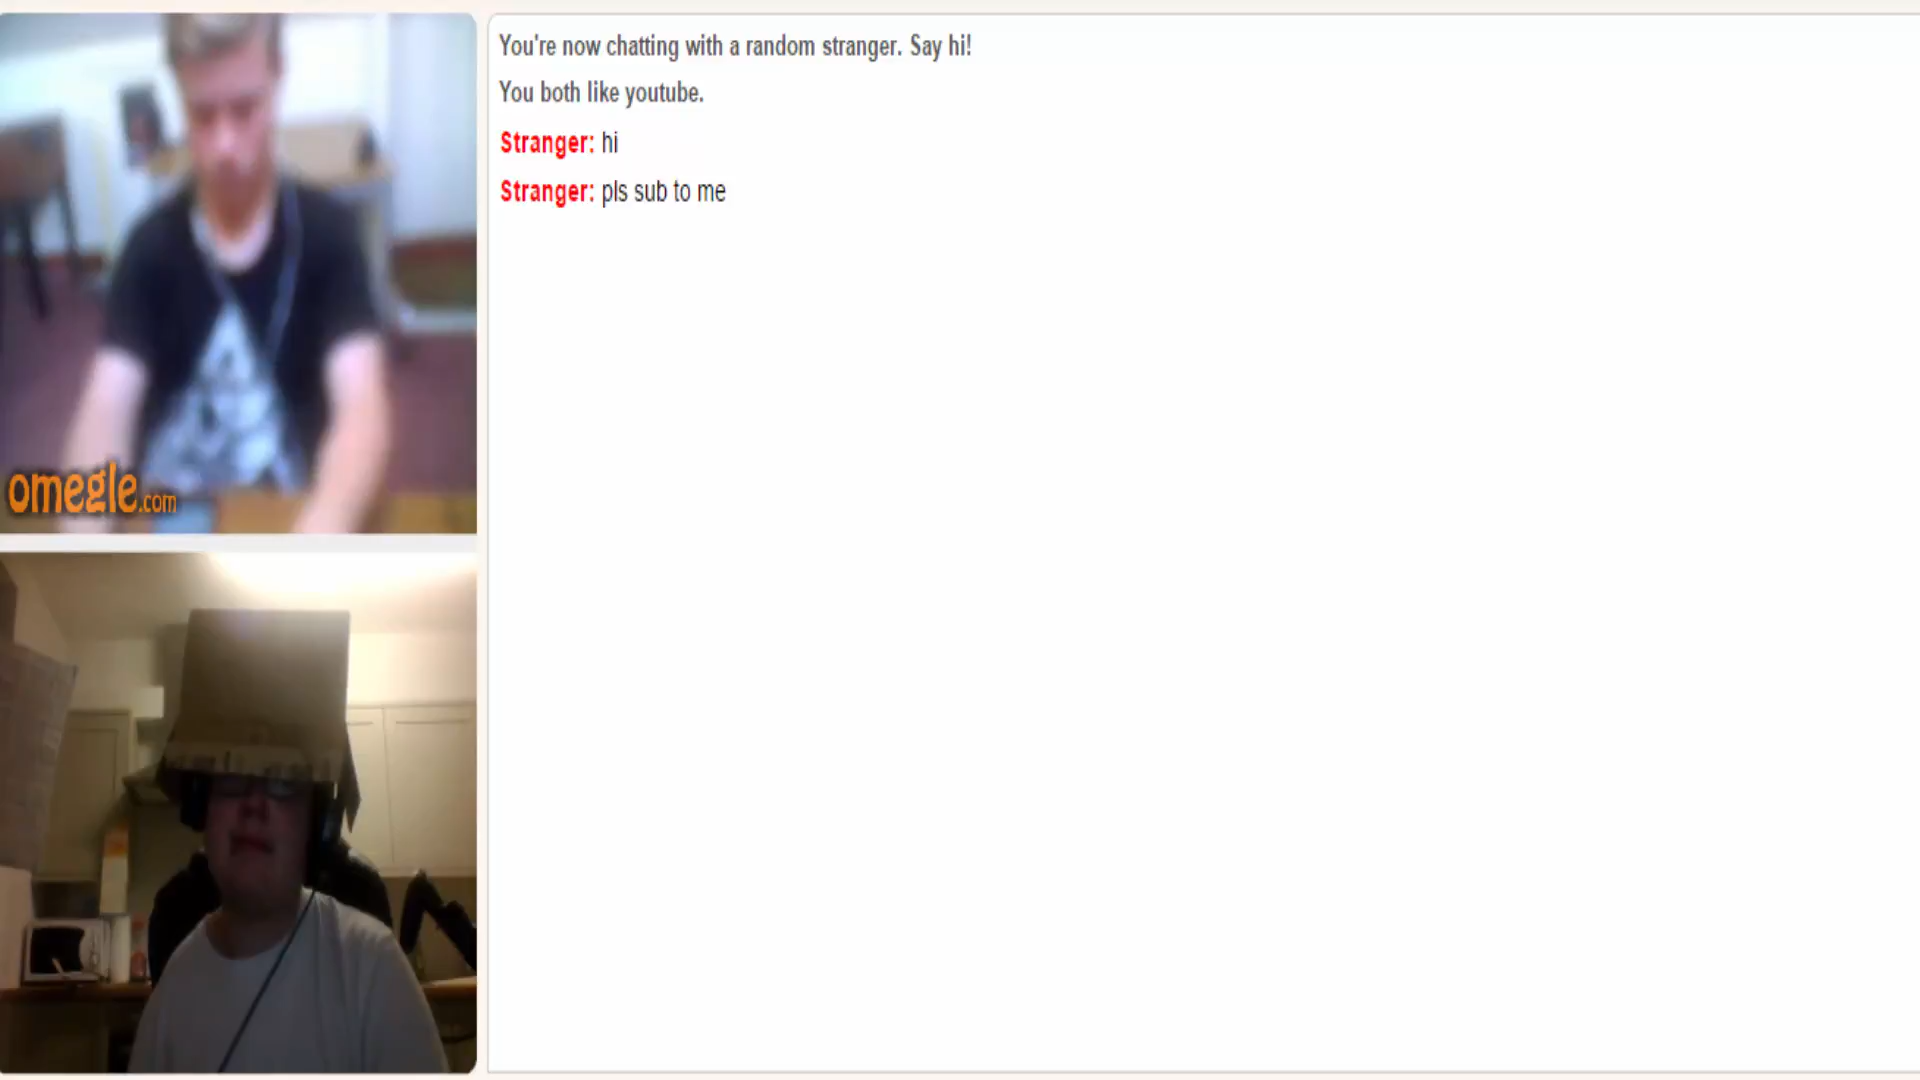 You're now chatting with a random stranger. Say hi!
You both like youtube.
Stranger: hi
Stranger: pls sub to me
omegle.com